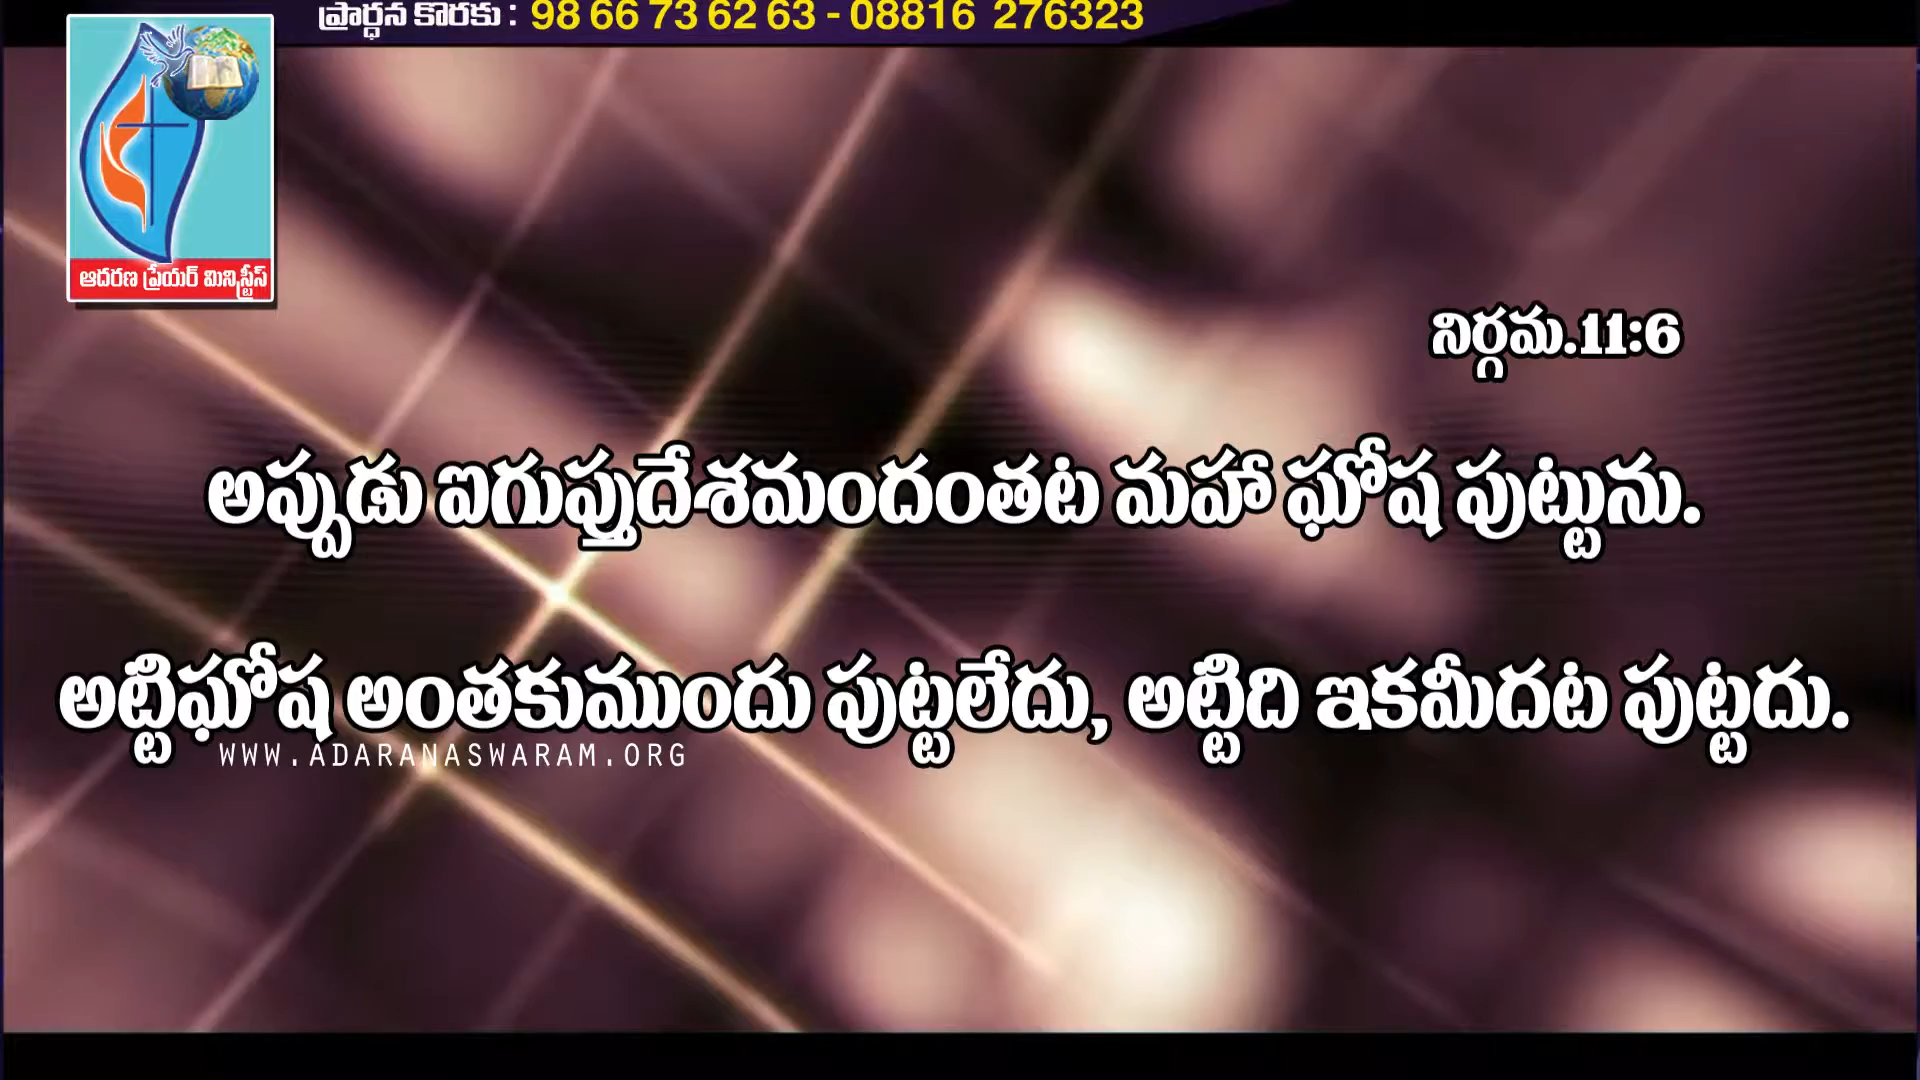 ప్రార్ధన కొరకు : 98 66 73 62 63 - 08816 276323
ఆదరణ ప్రేయర్ మినిస్ట్రీస్
నిర్గమ.11:6
అప్పుడు ఐగుప్తుదేశమందంతట మహా ఘోష పుట్టును.
అట్టిఘోష అంతకుముందు పుట్టలేదు, అట్టిది ఇకమీదట పుట్టదు.
WWW.ADARANASWARAM.ORG